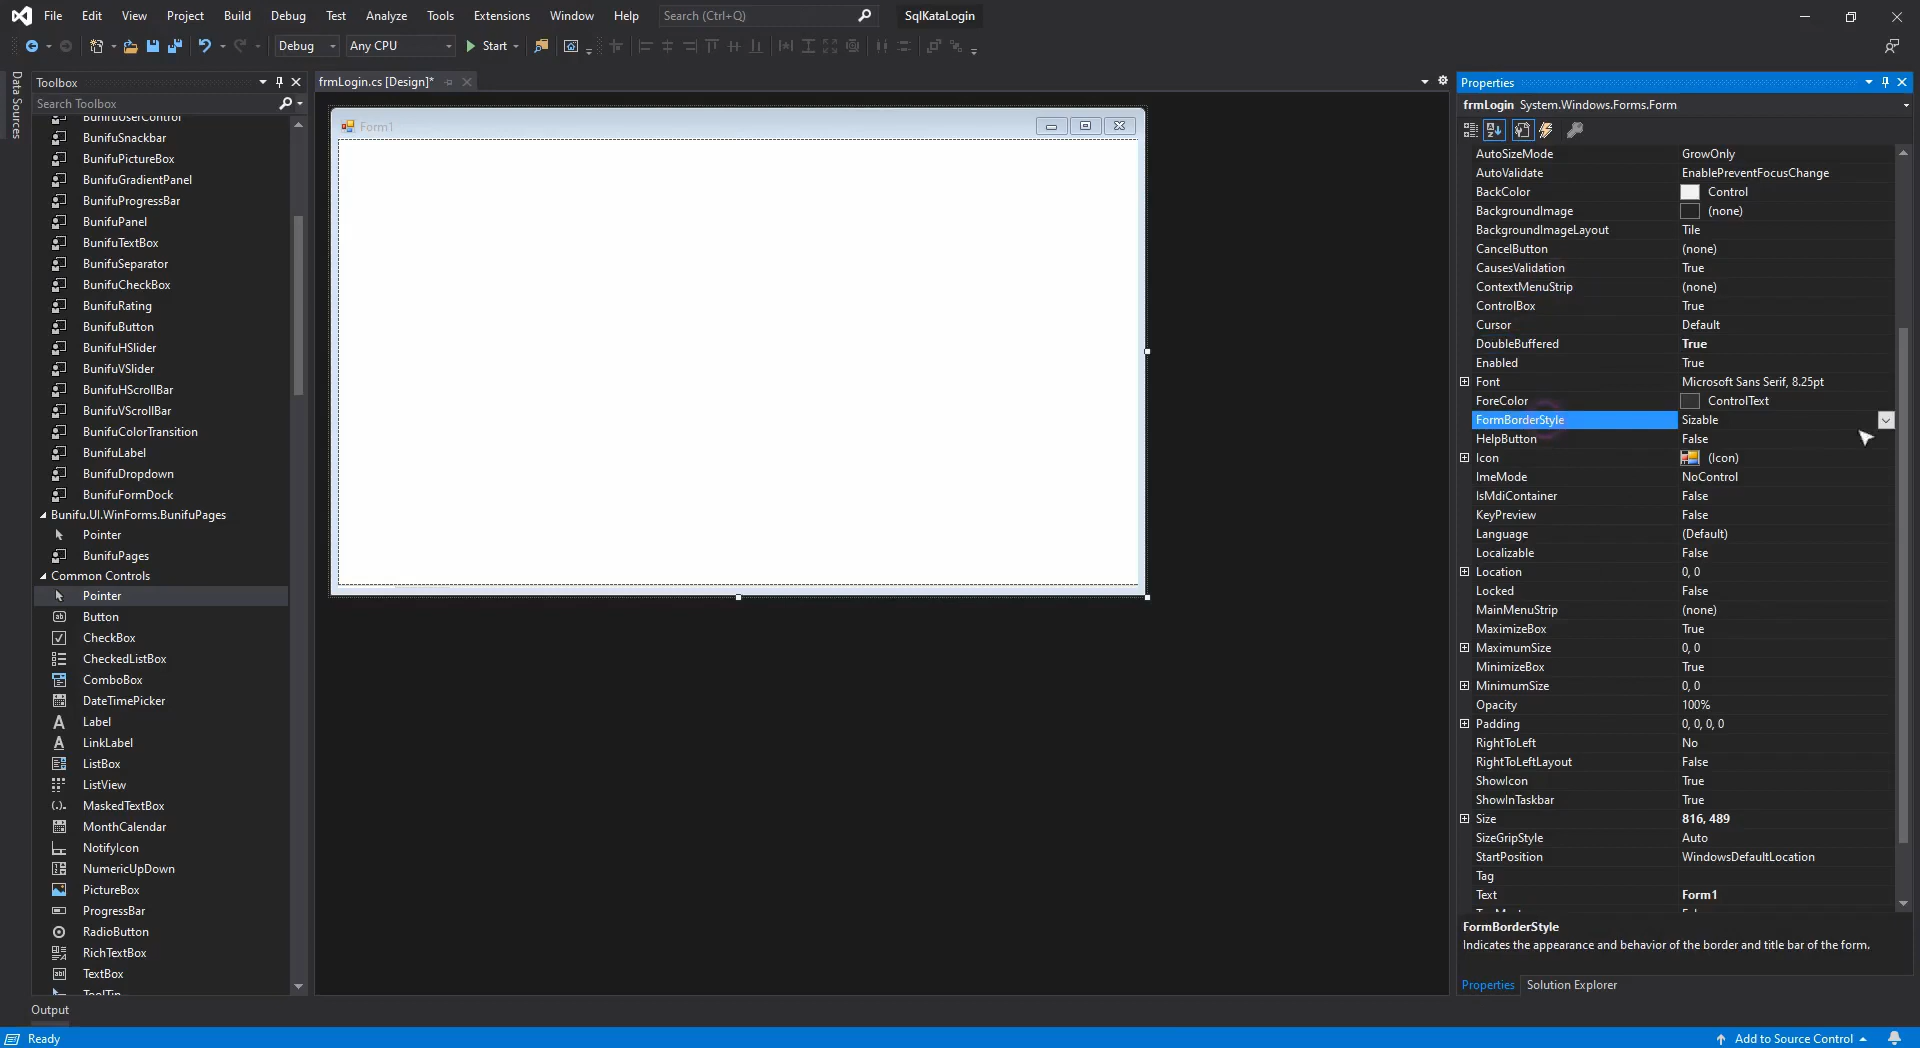 File Edit View Project Build Debug Test Analyze Tools Extensions Window Help Search (Ctrl+Q) SqlKataLogin
Debug Any CPU Start
Data Sources
Toolbox
Search Toolbox
BunifuUserControl
BunifuSnackbar
BunifuPictureBox
BunifuGradientPanel
BunifuProgressBar
BunifuPanel
BunifuTextBox
BunifuSeparator
BunifuCheckBox
BunifuRating
BunifuButton
BunifuHSlider
BunifuVSlider
BunifuHScrollBar
BunifuVScrollBar
BunifuColorTransition
BunifuLabel
BunifuDropdown
BunifuFormDock
Bunifu.UI.WinForms.BunifuPages
Pointer
BunifuPages
Common Controls
Pointer
Button
CheckBox
CheckedListBox
ComboBox
DateTimePicker
Label
LinkLabel
ListBox
ListView
MaskedTextBox
MonthCalendar
NotifyIcon
NumericUpDown
PictureBox
ProgressBar
RadioButton
RichTextBox
TextBox
ToolTip
frmLogin.cs [Design]*
Form1
Properties
frmLogin System.Windows.Forms.Form
AutoSizeMode GrowOnly
AutoValidate EnablePreventFocusChange
BackColor Control
BackgroundImage (none)
BackgroundImageLayout Tile
CancelButton (none)
CausesValidation True
ContextMenuStrip (none)
ControlBox True
Cursor Default
DoubleBuffered True
Enabled True
Font Microsoft Sans Serif, 8.25pt
ForeColor ControlText
FormBorderStyle Sizable
HelpButton False
Icon (Icon)
ImeMode NoControl
IsMdiContainer False
KeyPreview False
Language (Default)
Localizable False
Location 0, 0
Locked False
MainMenuStrip (none)
MaximizeBox True
MaximumSize 0, 0
MinimizeBox True
MinimumSize 0, 0
Opacity 100%
Padding 0, 0, 0, 0
RightToLeft No
RightToLeftLayout False
ShowIcon True
ShowInTaskbar True
Size 816, 489
SizeGripStyle Auto
StartPosition WindowsDefaultLocation
Tag
Text Form1
FormBorderStyle
Indicates the appearance and behavior of the border and title bar of the form.
Properties Solution Explorer
Output
Ready
Add to Source Control